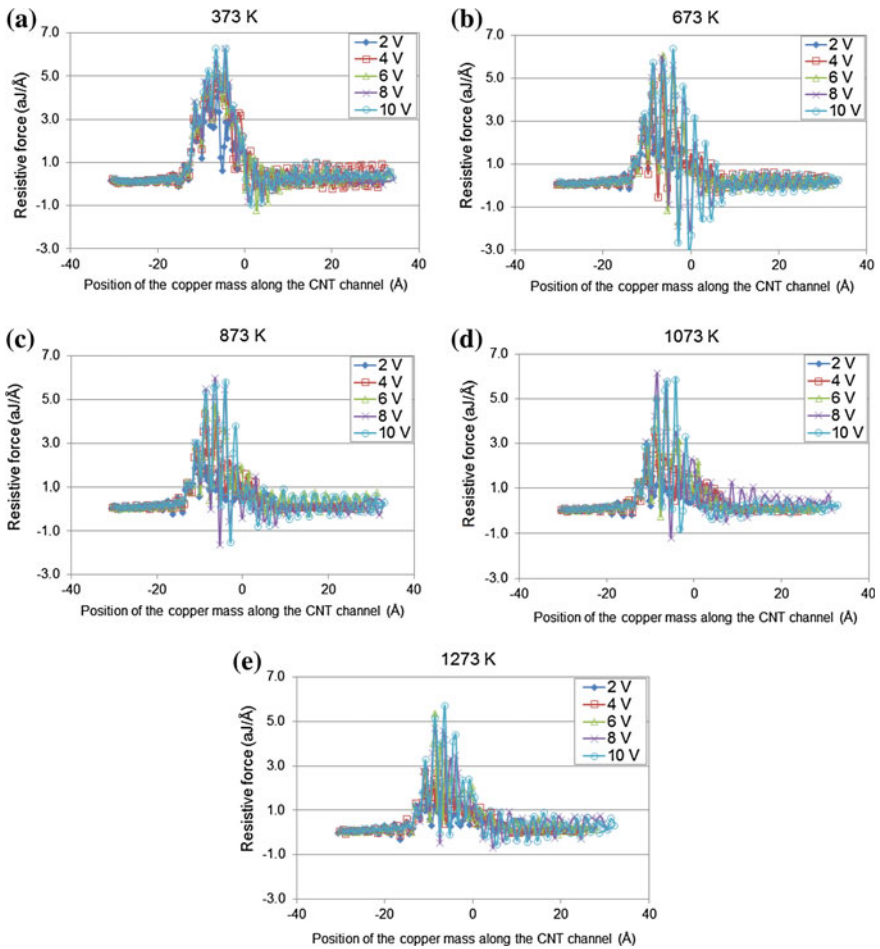 (a) 373 K
Resistive force (aJ/Å)
7.0
5.0
3.0
1.0
-1.0
-3.0
-40 -20 0 20 40
Position of the copper mass along the CNT channel (Å)
2 V
4 V
6 V
8 V
10 V
(b) 673 K
Resistive force (aJ/Å)
7.0
5.0
3.0
1.0
-1.0
-3.0
-40 -20 0 20 40
Position of the copper mass along the CNT channel (Å)
2 V
4 V
6 V
8 V
10 V
(c) 873 K
Resistive force (aJ/Å)
7.0
5.0
3.0
1.0
-1.0
-3.0
-40 -20 0 20 40
Position of the copper mass along the CNT channel (Å)
2 V
4 V
6 V
8 V
10 V
(d) 1073 K
Resistive force (aJ/Å)
7.0
5.0
3.0
1.0
-1.0
-3.0
-40 -20 0 20 40
Position of the copper mass along the CNT channel (Å)
2 V
4 V
6 V
8 V
10 V
(e) 1273 K
Resistive force (aJ/Å)
7.0
5.0
3.0
1.0
-1.0
-3.0
-40 -20 0 20 40
Position of the copper mass along the CNT channel (Å)
2 V
4 V
6 V
8 V
10 V